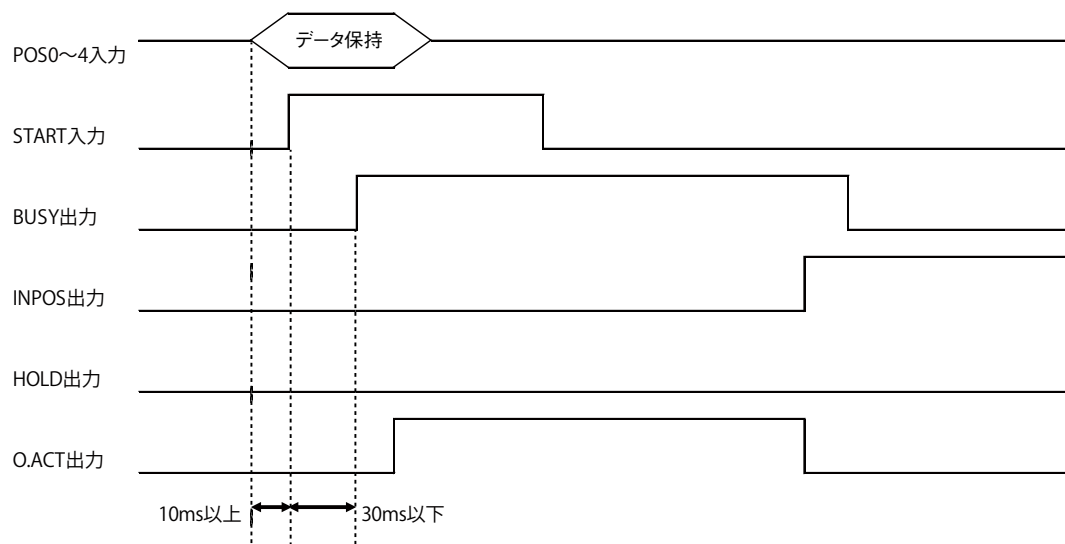 データ保持
POS0～4入力
START入力
BUSY出力
INPOS出力
HOLD出力
O.ACT出力
10ms以上
30ms以下